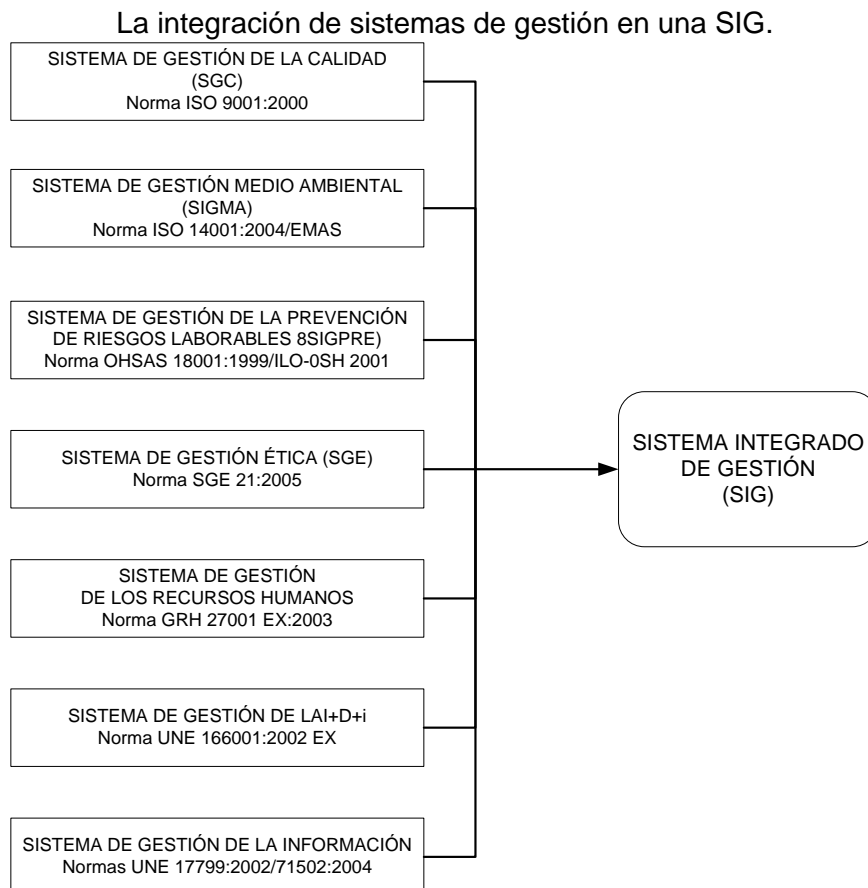 La integración de sistemas de gestión en una SIG.
SISTEMA DE GESTIÓN DE LA CALIDAD
(SGC)
Norma ISO 9001:2000
SISTEMA DE GESTIÓN MEDIO AMBIENTAL
(SIGMA)
Norma ISO 14001:2004/EMAS
SISTEMA DE GESTIÓN DE LA PREVENCIÓN
DE RIESGOS LABORABLES 8SIGPRE)
Norma OHSAS 18001:1999/ILO-0SH 2001
SISTEMA DE GESTIÓN ÉTICA (SGE)
Norma SGE 21:2005
SISTEMA DE GESTIÓN
DE LOS RECURSOS HUMANOS
Norma GRH 27001 EX:2003
SISTEMA DE GESTIÓN DE LAI+D+i
Norma UNE 166001:2002 EX
SISTEMA DE GESTIÓN DE LA INFORMACIÓN
Normas UNE 17799:2002/71502:2004
SISTEMA INTEGRADO
DE GESTIÓN
(SIG)